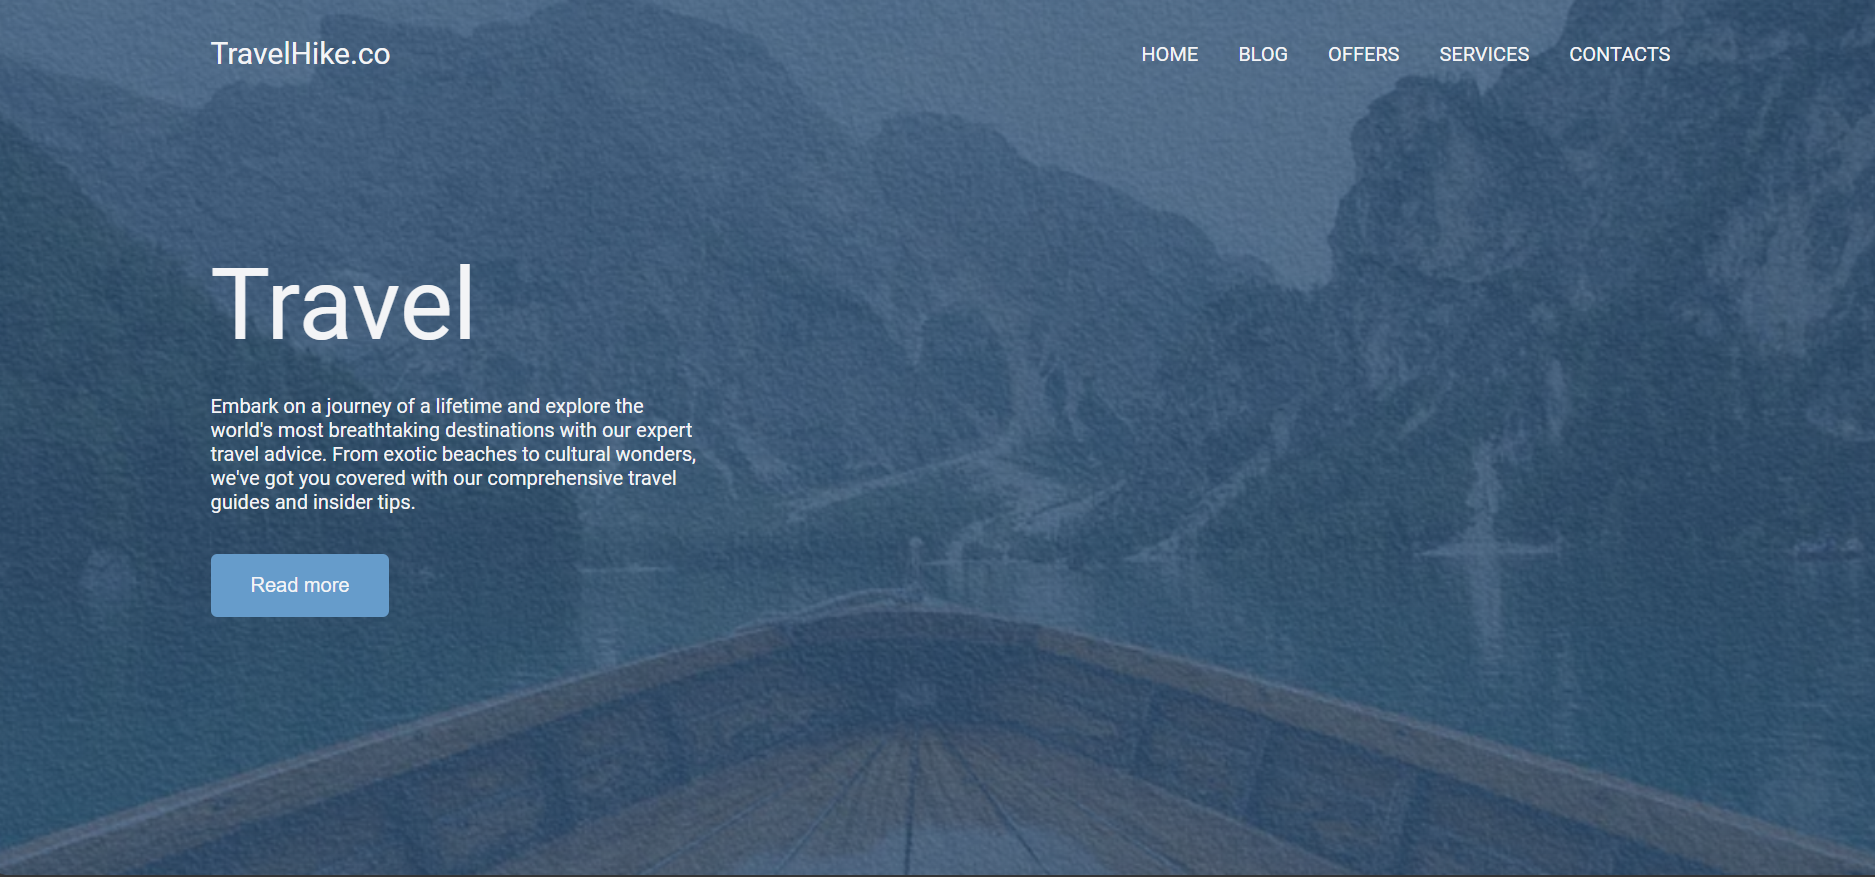 TravelHike.co
HOME BLOG OFFERS SERVICES CONTACTS
Travel
Embark on a journey of a lifetime and explore the
world's most breathtaking destinations with our expert
travel advice. From exotic beaches to cultural wonders,
we've got you covered with our comprehensive travel
guides and insider tips.
Read more